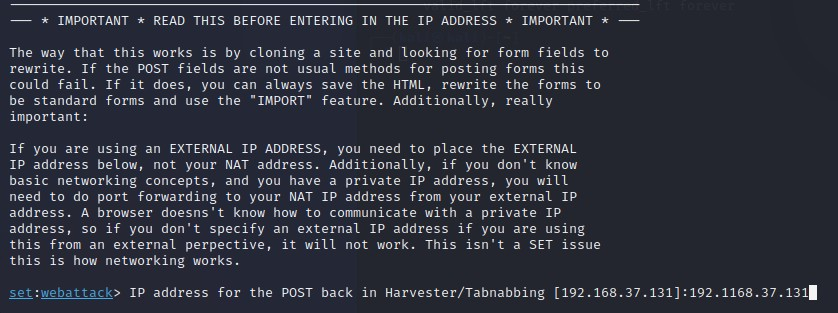 --- * IMPORTANT * READ THIS BEFORE ENTERING IN THE IP ADDRESS * IMPORTANT * ---
The way that this works is by cloning a site and looking for form fields to
rewrite. If the POST fields are not usual methods for posting forms this
could fail. If it does, you can always save the HTML, rewrite the forms to
be standard forms and use the "IMPORT" feature. Additionally, really
important:
If you are using an EXTERNAL IP ADDRESS, you need to place the EXTERNAL
IP address below, not your NAT address. Additionally, if you don't know
basic networking concepts, and you have a private IP address, you will
need to do port forwarding to your NAT IP address from your external IP
address. A browser doesns't know how to communicate with a private IP
address, so if you don't specify an external IP address if you are using
this from an external perpective, it will not work. This isn't a SET issue
this is how networking works.
set:webattack> IP address for the POST back in Harvester/Tabnabbing [192.168.37.131]:192.1168.37.131